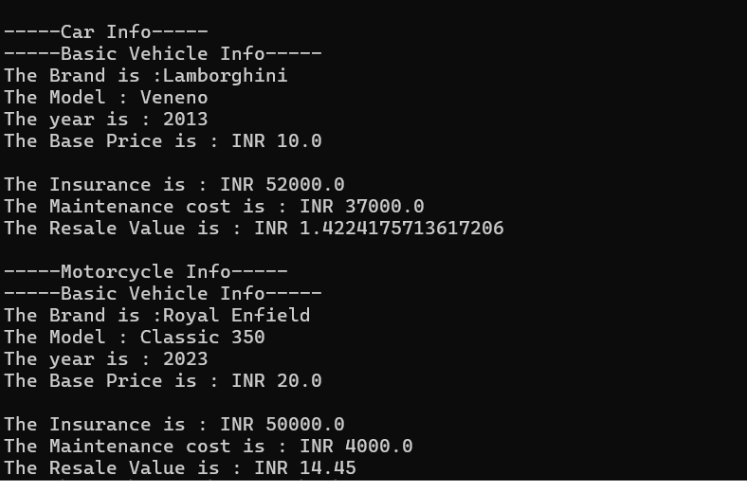 -----Car Info-----
-----Basic Vehicle Info-----
The Brand is :Lamborghini
The Model : Veneno
The year is : 2013
The Base Price is : INR 10.0
The Insurance is : INR 52000.0
The Maintenance cost is : INR 37000.0
The Resale Value is : INR 1.4224175713617206
-----Motorcycle Info-----
-----Basic Vehicle Info-----
The Brand is :Royal Enfield
The Model : Classic 350
The year is : 2023
The Base Price is : INR 20.0
The Insurance is : INR 50000.0
The Maintenance cost is : INR 4000.0
The Resale Value is : INR 14.45